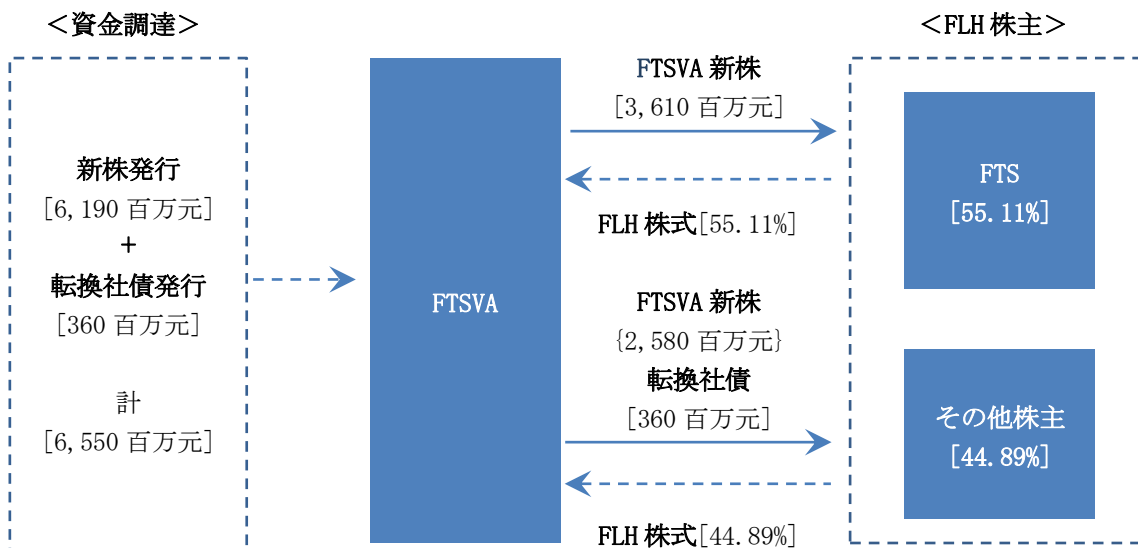 ＜資金調達＞
新株発行
[6,190 百万元]
+
転換社債発行
[360 百万元]
計
[6,550 百万元]
FTSVA
FTSVA 新株
[3,610 百万元]
FLH 株式[55.11%]
FTSVA 新株
{2,580 百万元}
転換社債
[360 百万元]
FLH 株式[44.89%]
＜FLH 株主＞
FTS
[55.11%]
その他株主
[44.89%]